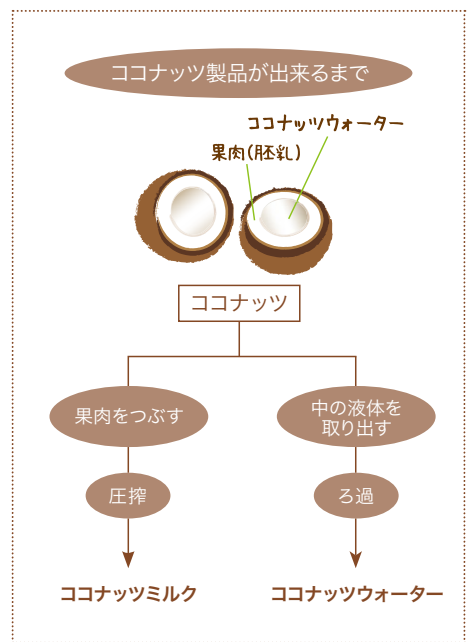 ココナッツ製品が出来るまで
ココナッツウォーター
果肉(胚乳)
ココナッツ
果肉をつぶす
中の液体を
取り出す
圧搾
ろ過
ココナッツミルク
ココナッツウォーター